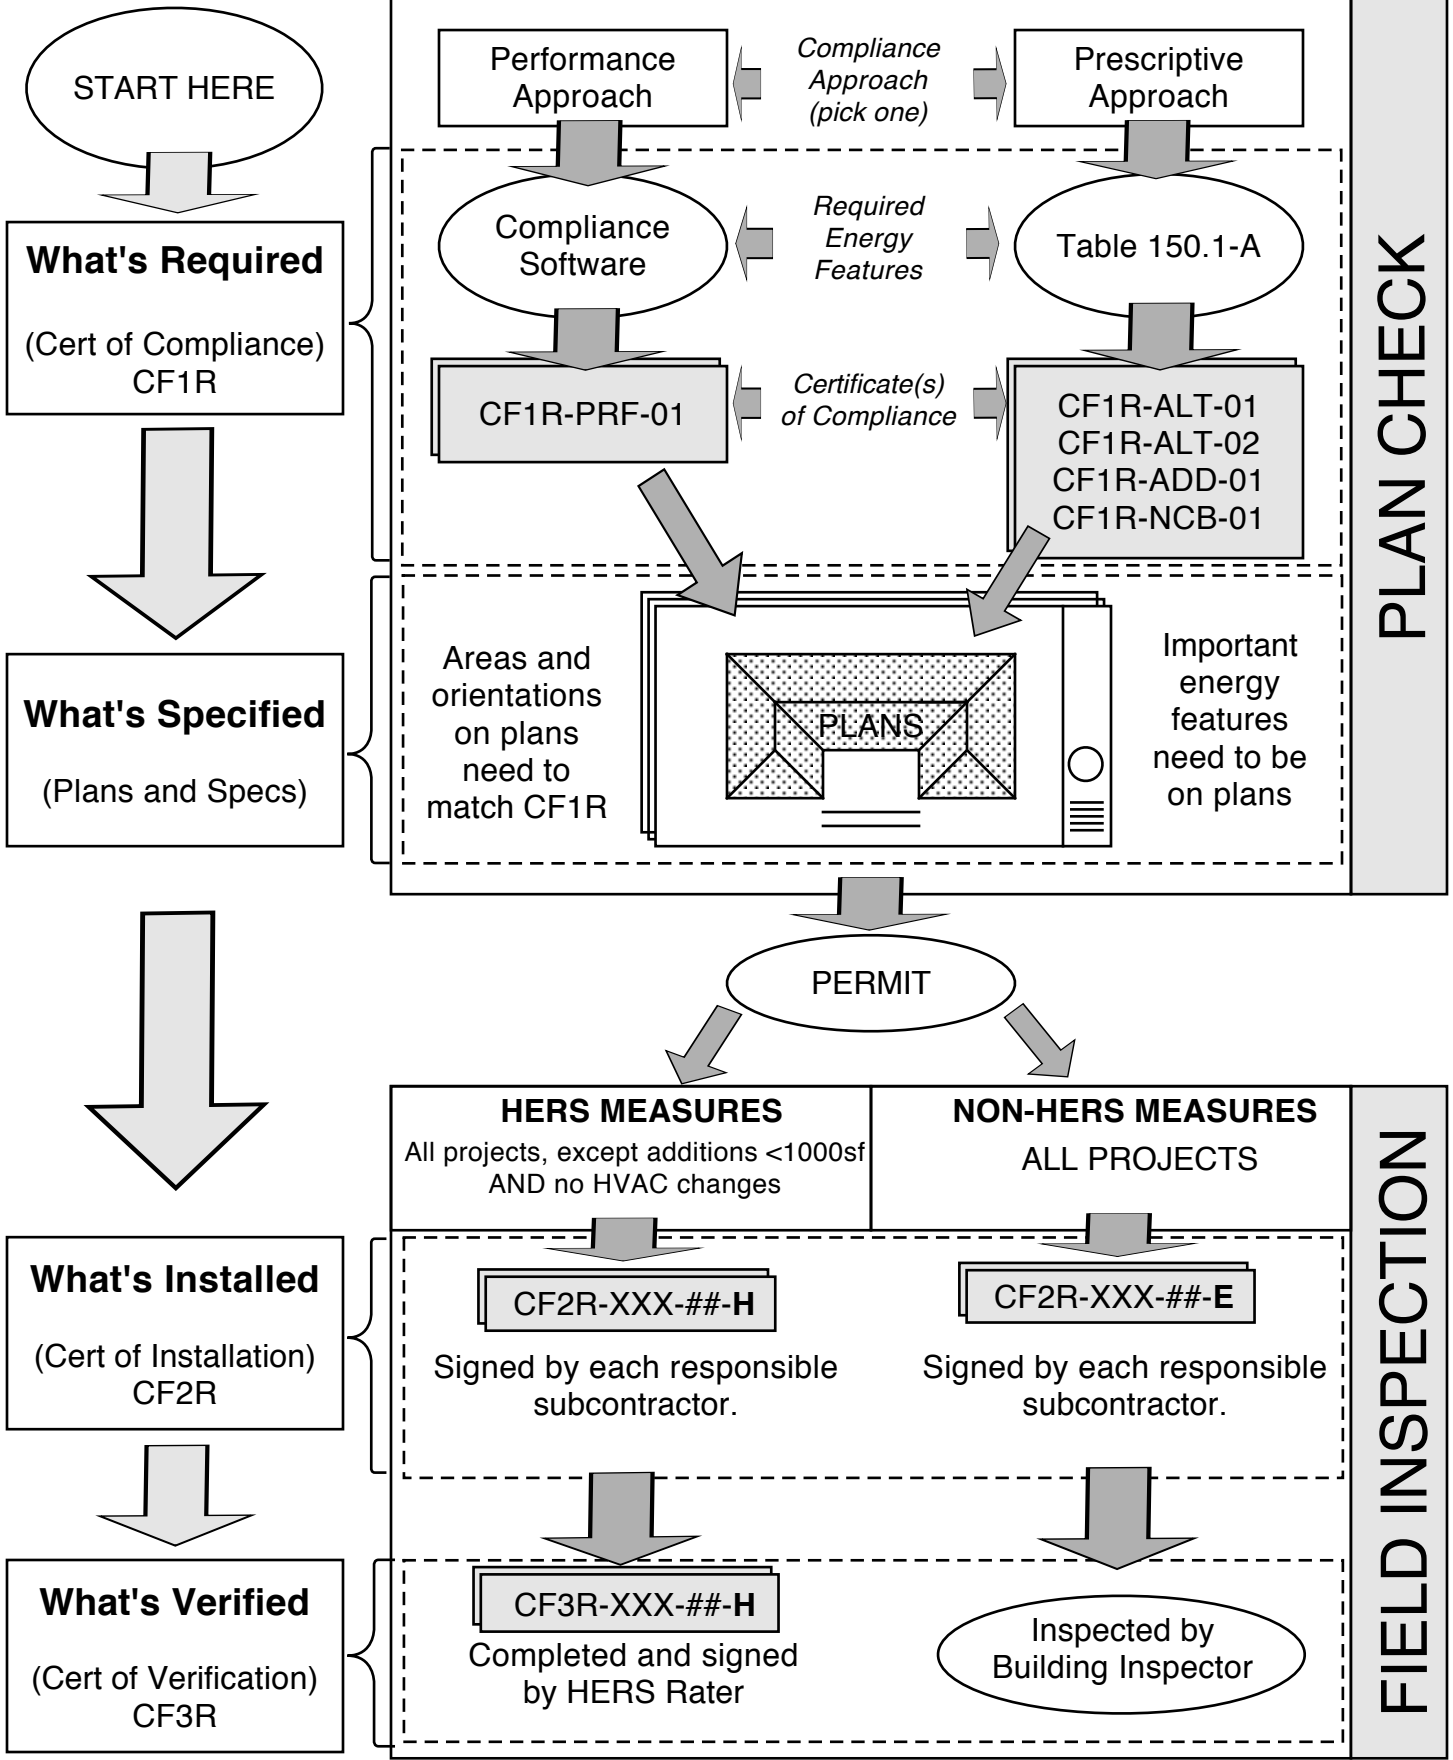 START HERE
Performance
Approach
Compliance
Approach
(pick one)
Prescriptive
Approach
What's Required
(Cert of Compliance)
CF1R
Compliance
Software
Required
Energy
Features
Table 150.1-A
CF1R-PRF-01
Certificate(s)
of Compliance
CF1R-ALT-01
CF1R-ALT-02
CF1R-ADD-01
CF1R-NCB-01
PLAN CHECK
What's Specified
(Plans and Specs)
Areas and
orientations
on plans
need to
match CF1R
PLANS
Important
energy
features
need to be
on plans
PERMIT
HERS MEASURES
All projects, except additions <1000sf
AND no HVAC changes
NON-HERS MEASURES
ALL PROJECTS
What's Installed
(Cert of Installation)
CF2R
CF2R-XXX-##-H
Signed by each responsible
subcontractor.
CF2R-XXX-##-E
Signed by each responsible
subcontractor.
FIELD INSPECTION
What's Verified
(Cert of Verification)
CF3R
CF3R-XXX-##-H
Completed and signed
by HERS Rater
Inspected by
Building Inspector